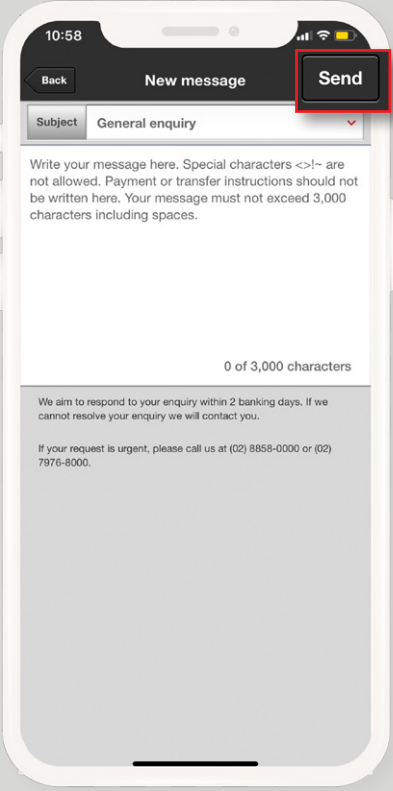 10:58
Back
New message
Send
Subject
General enquiry
Write your message here. Special characters <>!~ are
not allowed. Payment or transfer instructions should not
be written here. Your message must not exceed 3,000
characters including spaces.
0 of 3,000 characters
We aim to respond to your enquiry within 2 banking days. If we
cannot resolve your enquiry we will contact you.
If your request is urgent, please call us at (02) 8858-0000 or (02)
7976-8000.